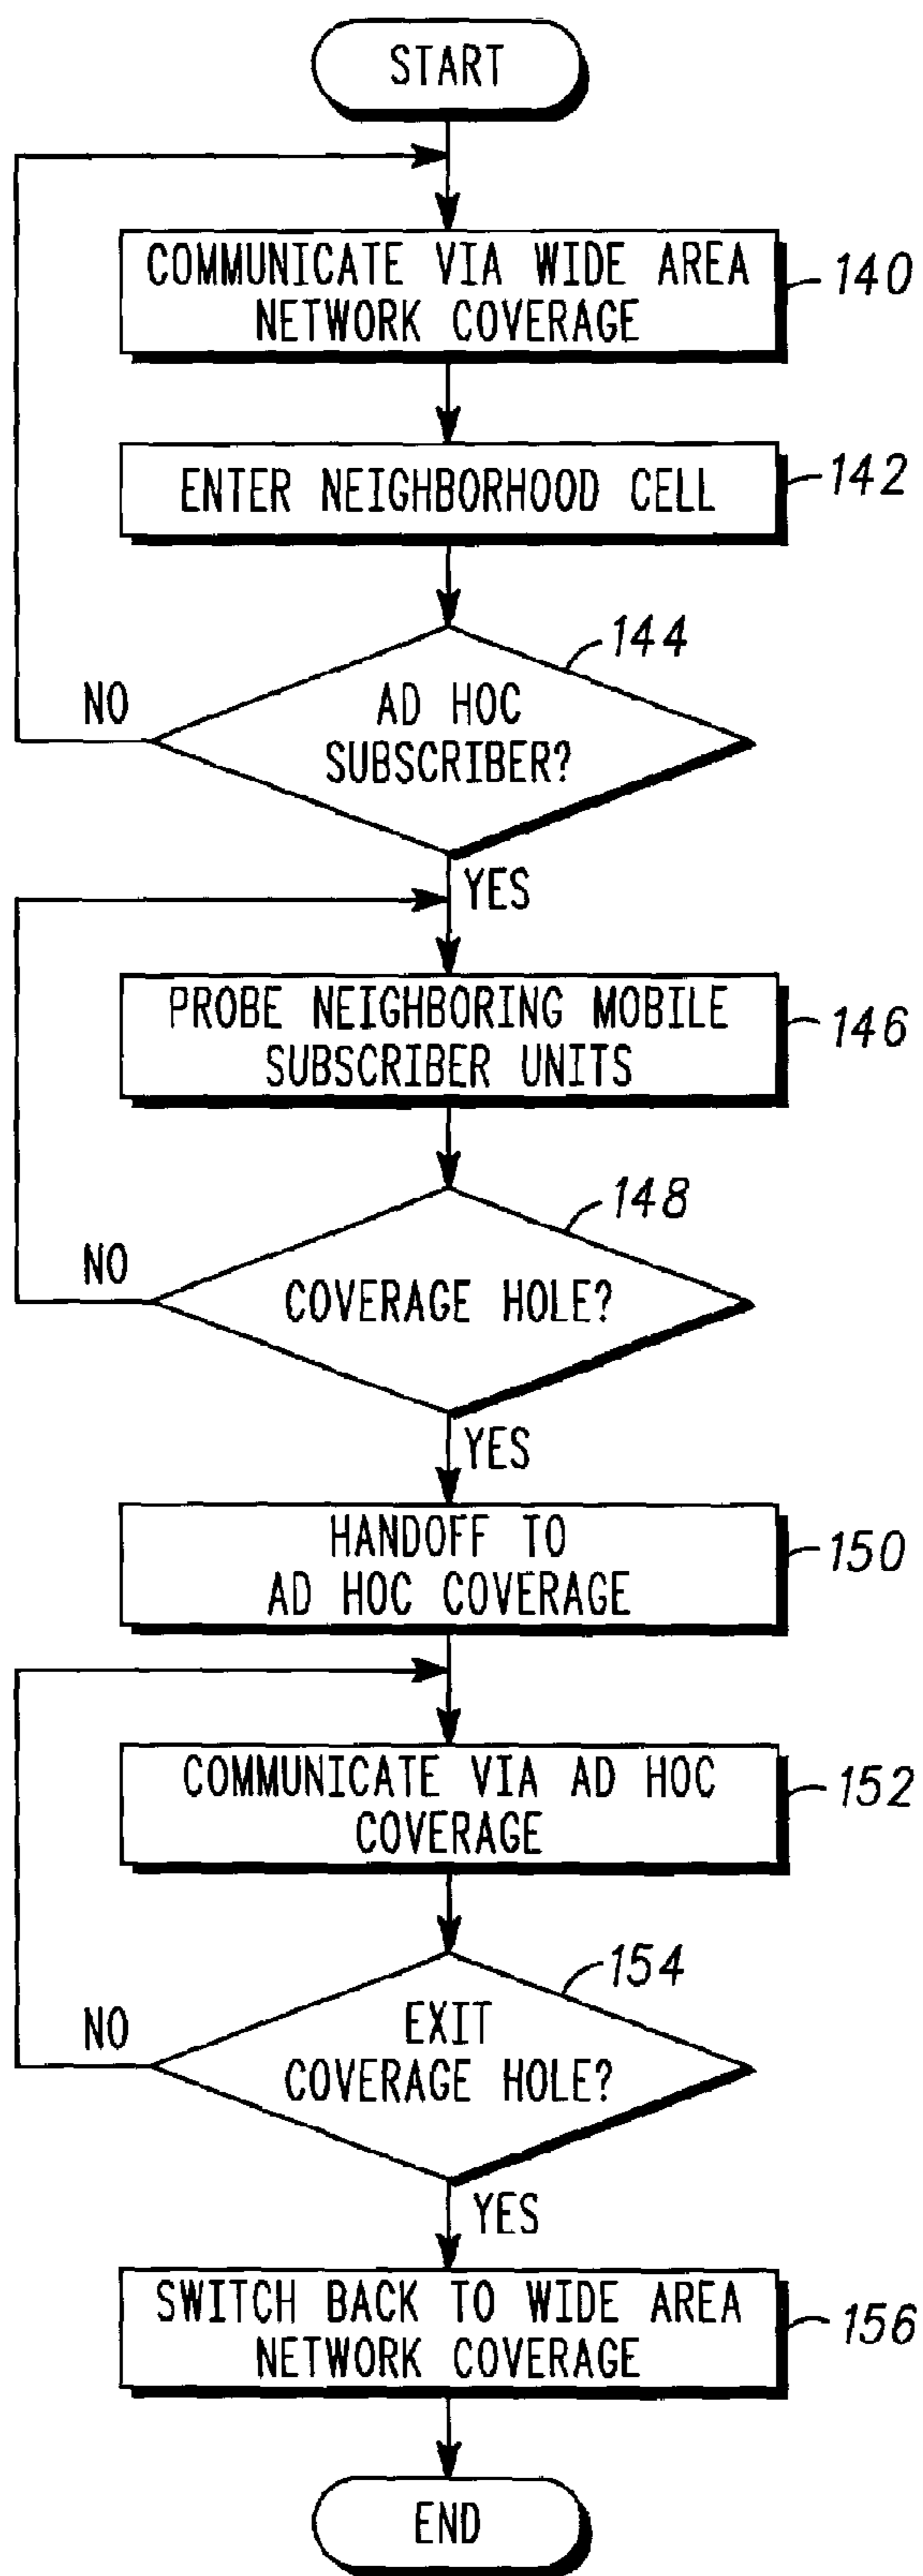 START
COMMUNICATE VIA WIDE AREA
NETWORK COVERAGE
140
ENTER NEIGHBORHOOD CELL
142
144
AD HOC
SUBSCRIBER?
NO
YES
PROBE NEIGHBORING MOBILE
SUBSCRIBER UNITS
146
148
COVERAGE HOLE?
NO
YES
HANDOFF TO
AD HOC COVERAGE
150
COMMUNICATE VIA AD HOC
COVERAGE
152
154
EXIT
COVERAGE HOLE?
NO
YES
SWITCH BACK TO WIDE AREA
NETWORK COVERAGE
156
END